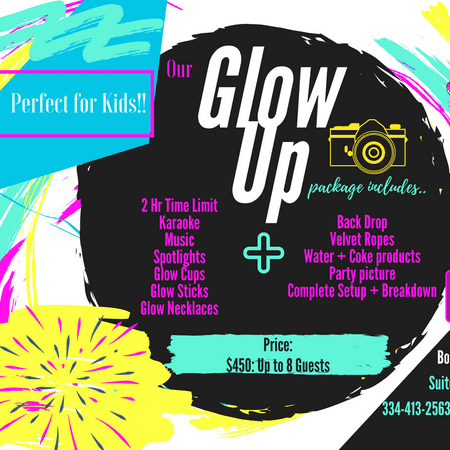 Perfect for Kids!!
Our
Glow
Up
package includes..
2 Hr Time Limit
Karaoke
Music
Spotlights
Glow Cups
Glow Sticks
Glow Necklaces
+
Back Drop
Velvet Ropes
Water + Coke products
Party picture
Complete Setup + Breakdown
Price:
$450: Up to 8 Guests
Bo
Suite
334-413-2563